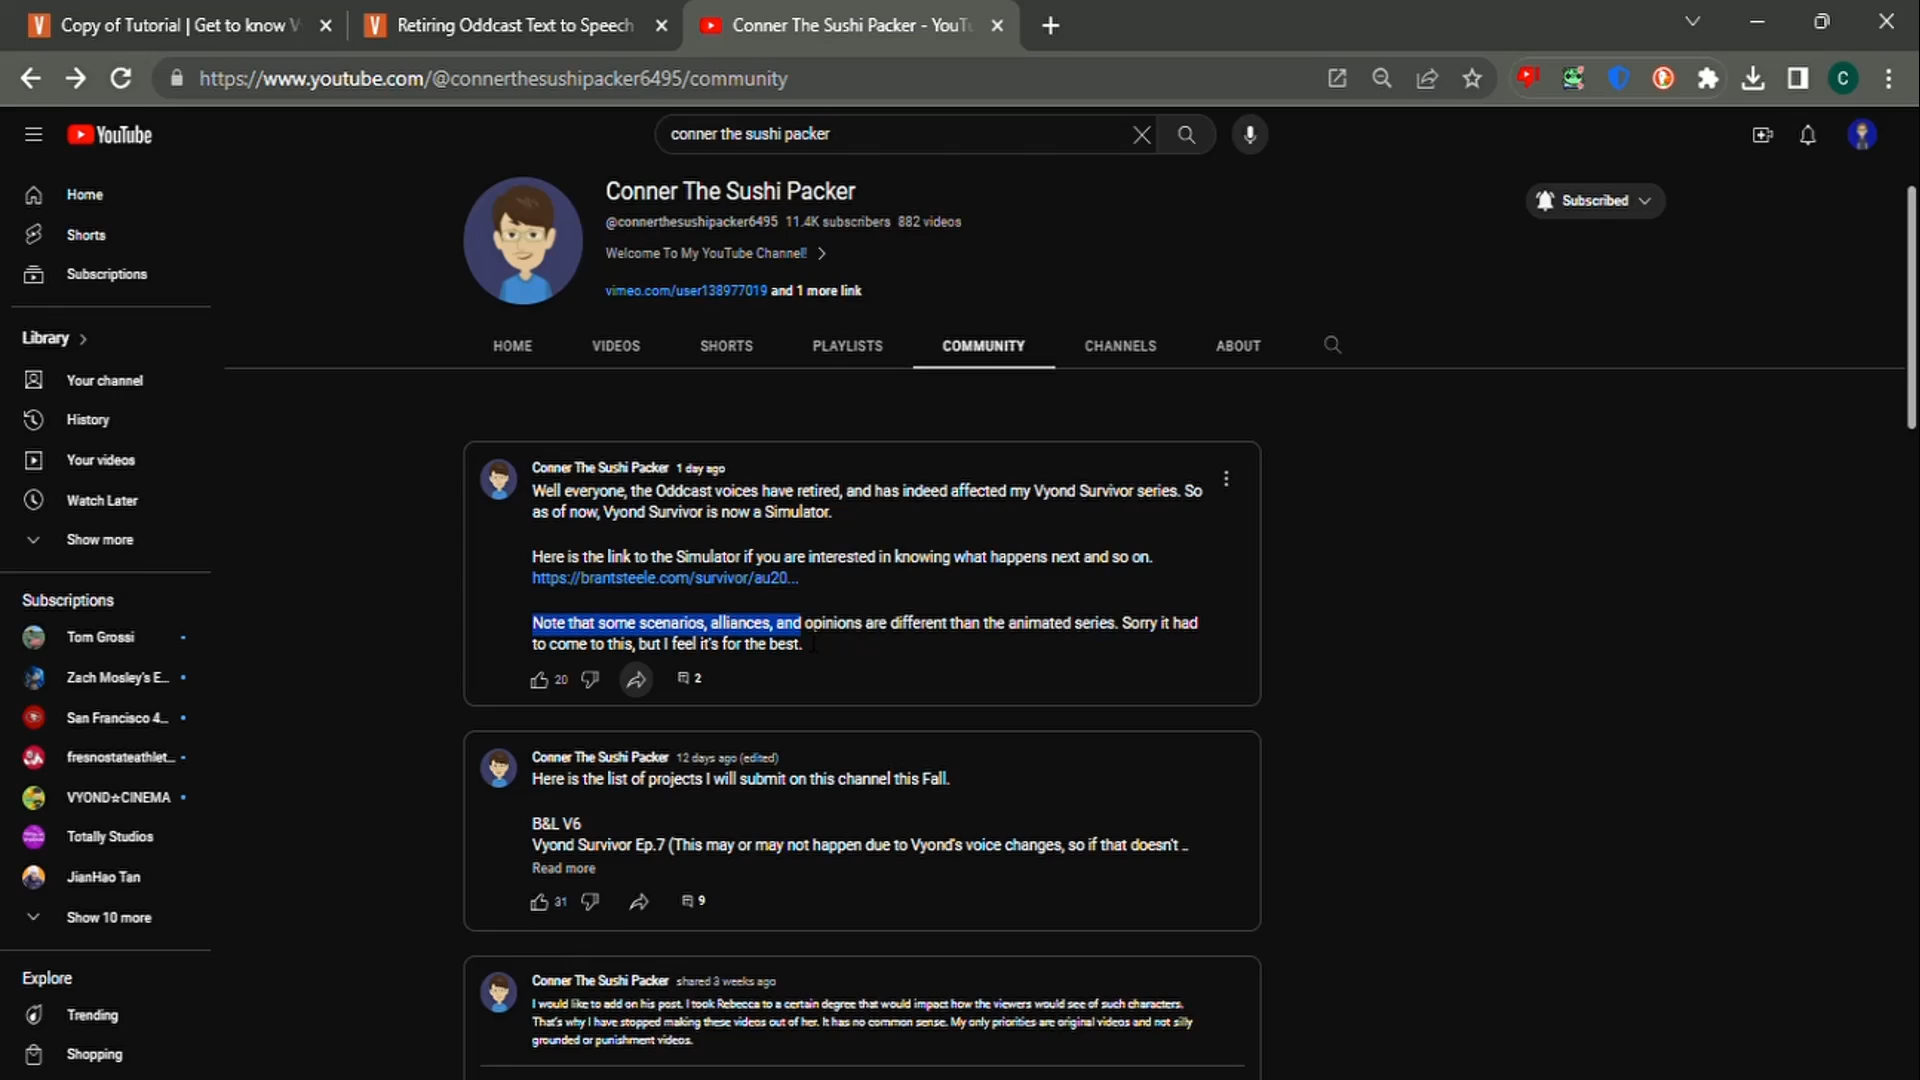 Copy of Tutorial | Get to know V
Retiring Oddcast Text to Speech
Conner The Sushi Packer - YouTu
https://www.youtube.com/@connerthesushipacker6495/community
C
YouTube
conner the sushi packer
Home
Shorts
Subscriptions
Library
Your channel
History
Your videos
Watch Later
Show more
Subscriptions
Tom Grossi
Zach Mosley's E...
San Francisco 4...
fresnostateathlet...
VYOND☆CINEMA
Totally Studios
JianHao Tan
Show 10 more
Explore
Trending
Shopping
Conner The Sushi Packer
@connerthesushipacker6495 11.4K subscribers 882 videos
Welcome To My YouTube Channel!
vimeo.com/user138977019 and 1 more link
Subscribed
HOME VIDEOS SHORTS PLAYLISTS COMMUNITY CHANNELS ABOUT
Conner The Sushi Packer 1 day ago
Well everyone, the Oddcast voices have retired, and has indeed affected my Vyond Survivor series. So
as of now, Vyond Survivor is now a Simulator.
Here is the link to the Simulator if you are interested in knowing what happens next and so on.
https://brantsteele.com/survivor/au20...
Note that some scenarios, alliances, and opinions are different than the animated series. Sorry it had
to come to this, but I feel it's for the best.
20 2
Conner The Sushi Packer 12 days ago (edited)
Here is the list of projects I will submit on this channel this Fall.
B&L V6
Vyond Survivor Ep.7 (This may or may not happen due to Vyond's voice changes, so if that doesn't ...
Read more
31 9
Conner The Sushi Packer shared 3 weeks ago
I would like to add on his post. I took Rebecca to a certain degree that would impact how the viewers would see of such characters.
That's why I have stopped making these videos out of her. It has no common sense. My only priorities are original videos and not silly
grounded or punishment videos.